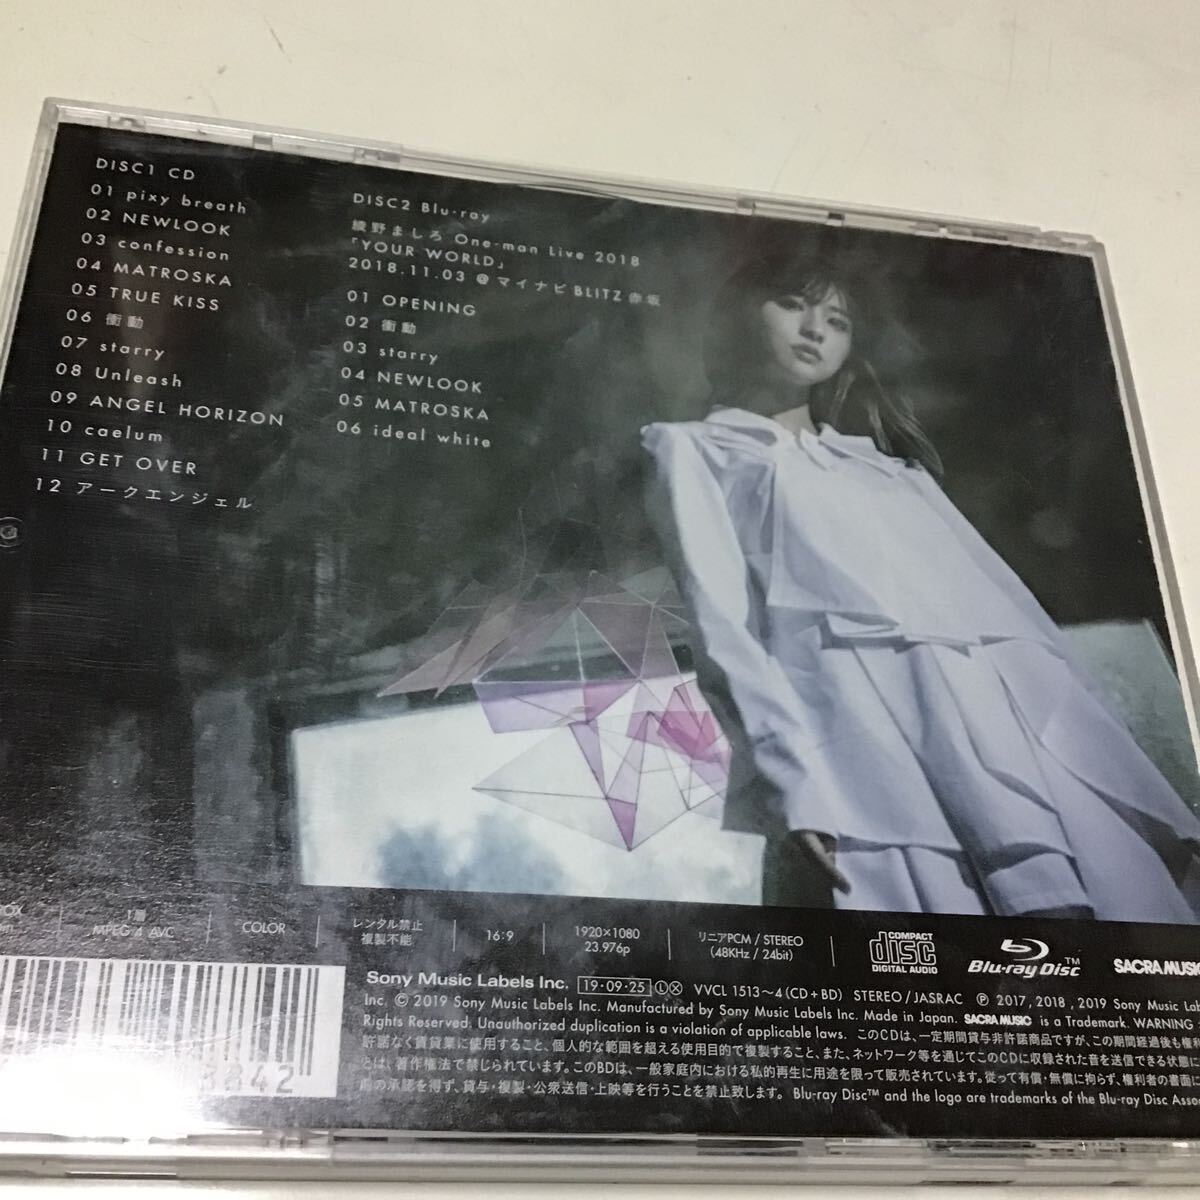 DISC1 CD
01 pixy breath
02 NEWLOOK
03 confession
04 MATROSKA
05 TRUE KISS
06 衝動
07 starry
08 Unleash
09 ANGEL HORIZON
10 caelum
11 GET OVER
12 アークエンジェル
DISC2 Blu-ray
綾野ましろ One-man Live 2018
「YOUR WORLD」
2018.11.03 @ マイナビBLITZ赤坂
01 OPENING
02 衝動
03 starry
04 NEWLOOK
05 MATROSKA
06 ideal white
1層
MPEG 4 AVC
COLOR
レンタル禁止
複製不能
16:9
1920×1080
23.976p
リニアPCM / STEREO
(48KHz / 24bit)
COMPACT
disc
DIGITAL AUDIO
Blu-ray Disc™
SACRA MUSIC
Sony Music Labels Inc. 19・09・25 Ⓛ Ⓧ VVCL 1513~4 (CD+BD) STEREO/JASRAC ℗ 2017, 2018, 2019 Sony Music
Inc. © 2019 Sony Music Labels Inc. Manufactured by Sony Music Labels Inc. Made in Japan. SACRA MUSIC is a Trademark. WARNING
Rights Reserved. Unauthorized duplication is a violation of applicable laws. このCDは、一定期間貸与非許諾商品ですが、この期間経過後も権利
許諾なく賃貸業に使用すること、個人的な範囲を超える使用目的で複製すること、また、ネットワーク等を通じてこのCDに収録された音を送信できる状態に
とは、著作権法で禁じられています。このBDは、一般家庭内における私的再生に用途を限って販売されています。従って有償・無償に拘らず、権利者の書面に
の承諾を得ず、貸与・複製・公衆送信・上映等を行うことを禁止致します。 Blu-ray Disc™ and the logo are trademarks of the Blu-ray Disc